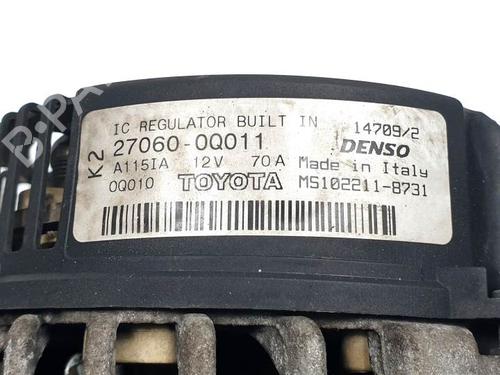 IC REGULATOR BUILT IN 14709/2
K2 27060-0Q011 DENSO
A115IA 12V 70A Made in Italy
0Q010 TOYOTA MS102211-8731
B-PA